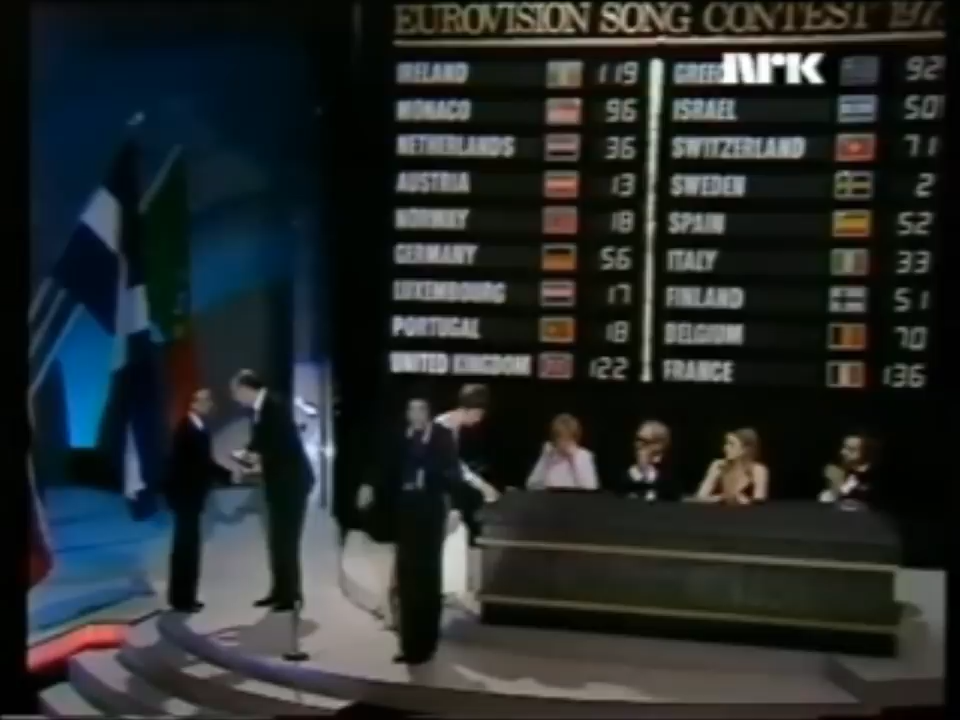 EUROVISION SONG CONTEST 197
IRELAND 119
MONACO 96
NETHERLANDS 36
AUSTRIA 13
NORWAY 18
GERMANY 56
LUXEMBOURG 17
PORTUGAL 18
UNITED KINGDOM 122
NRK
92
ISRAEL 50
SWITZERLAND 71
SWEDEN 2
SPAIN 52
ITALY 33
FINLAND 51
BELGIUM 70
FRANCE 136